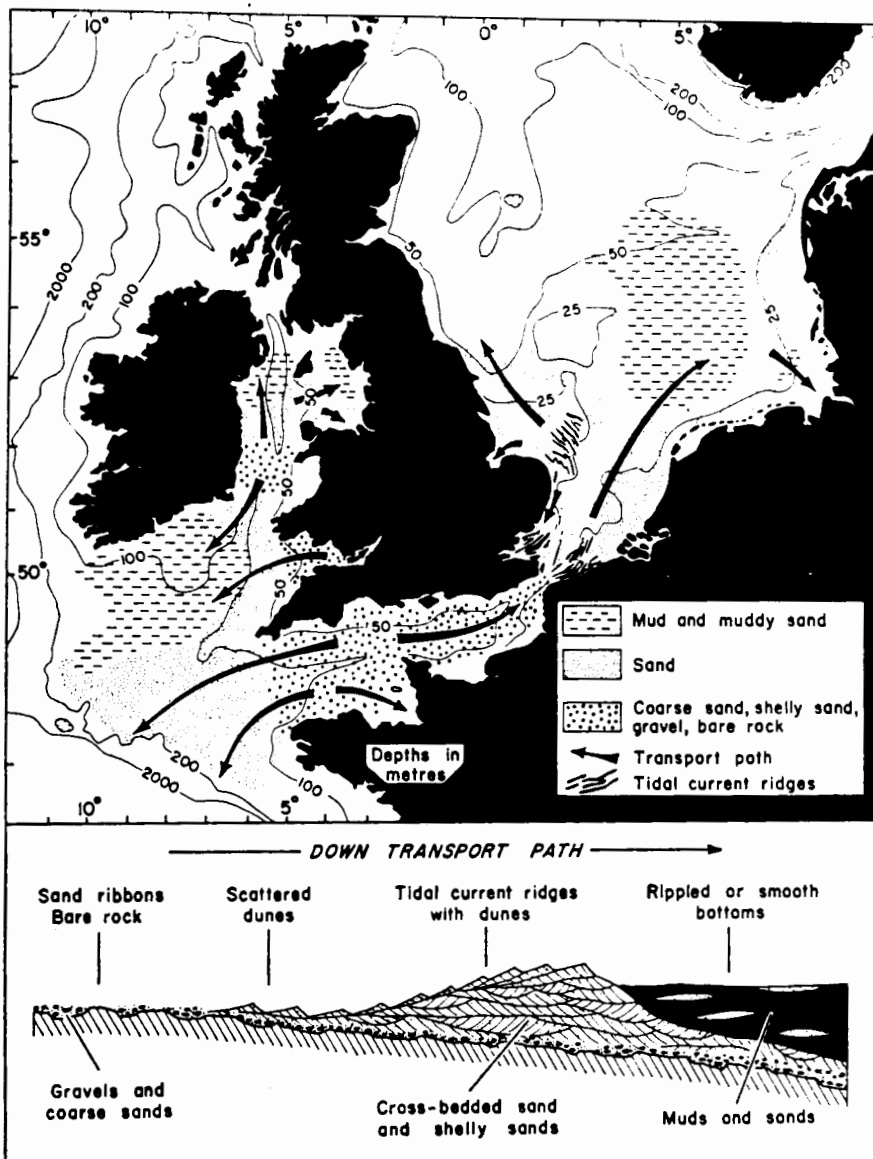 10°
5°
0°
5°
200
100
200
100
2000
200
100
55°
50
50
25
25
50
25
50
100
50°
50
50
Mud and muddy sand
Sand
Coarse sand, shelly sand,
gravel, bare rock
Transport path
Tidal current ridges
Depths in
metres
200
2000
100
10°
5°
DOWN TRANSPORT PATH
Sand ribbons
Bare rock
Scattered
dunes
Tidal current ridges
with dunes
Rippled or smooth
bottoms
Gravels and
coarse sands
Cross-bedded sand
and shelly sands
Muds and sands